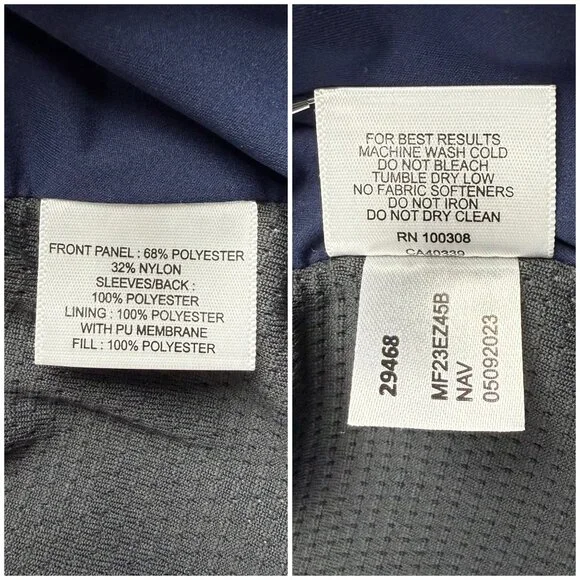 FRONT PANEL : 68% POLYESTER
32% NYLON
SLEEVES/BACK :
100% POLYESTER
LINING : 100% POLYESTER
WITH PU MEMBRANE
FILL : 100% POLYESTER
FOR BEST RESULTS
MACHINE WASH COLD
DO NOT BLEACH
TUMBLE DRY LOW
NO FABRIC SOFTENERS
DO NOT IRON
DO NOT DRY CLEAN
RN 100308
CA40339
29468
MF23EZ45B
NAV
05092023